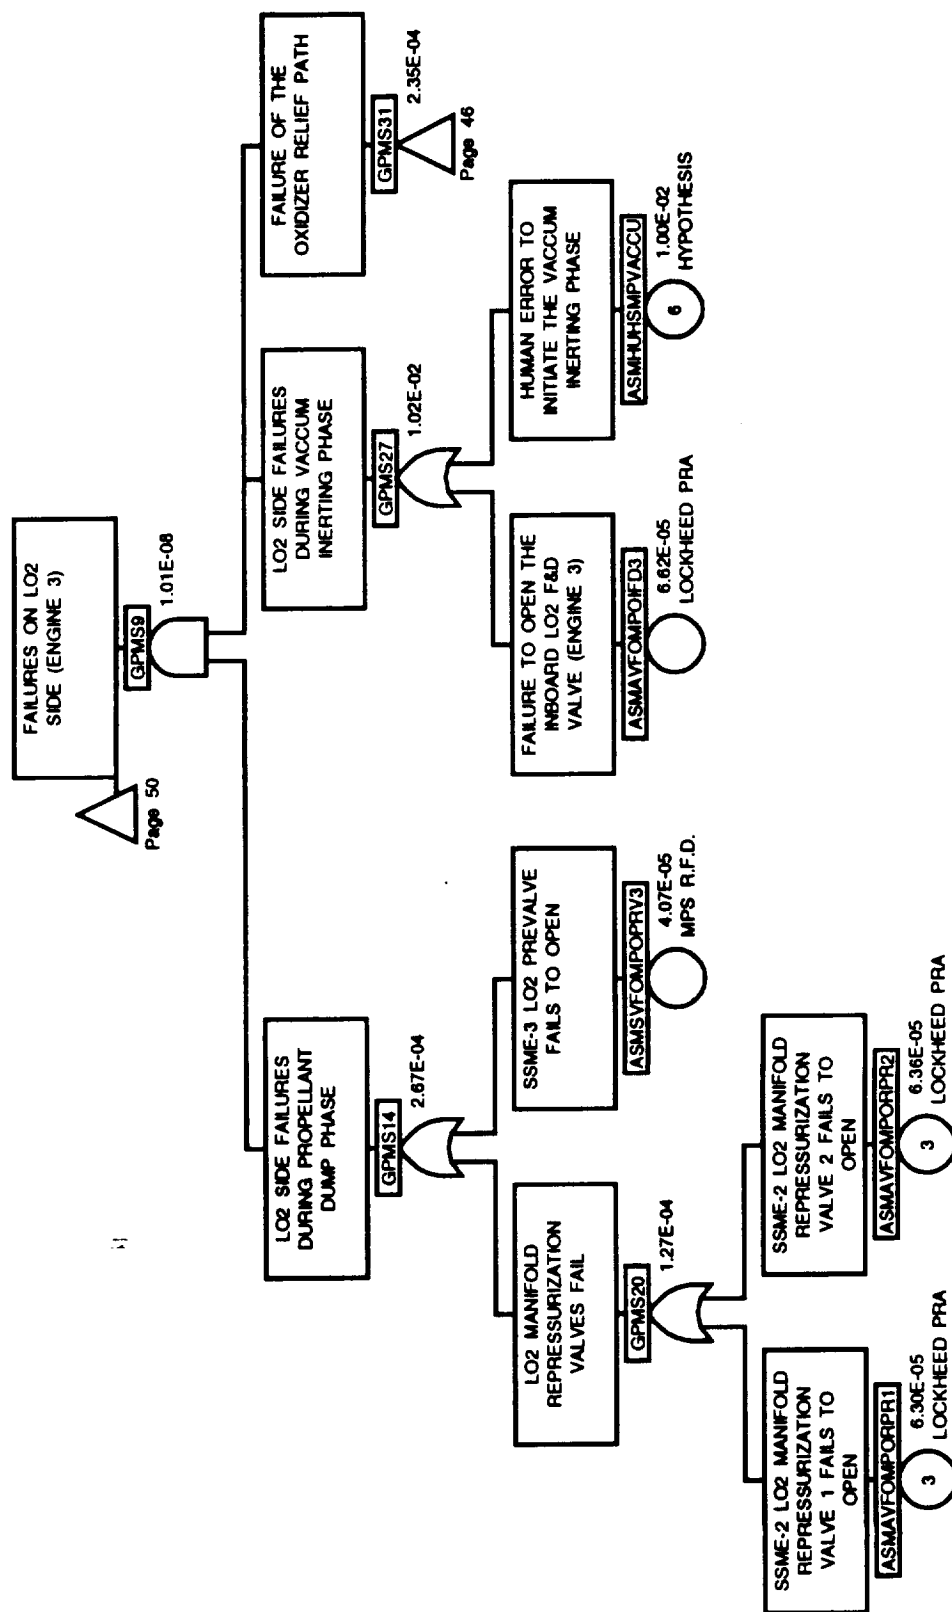 FAILURES ON LO2
SIDE (ENGINE 3)
Page 50
GPMS9
1.01E-08
LO2 SIDE FAILURES
DURING PROPELLANT
DUMP PHASE
GPMS14
2.67E-04
LO2 SIDE FAILURES
DURING VACCUM
INERTING PHASE
GPMS27
1.02E-02
FAILURE OF THE
OXIDIZER RELIEF PATH
GPMS31
2.35E-04
Page 46
LO2 MANIFOLD
REPRESSURIZATION
VALVES FAIL
GPMS20
1.27E-04
SSME-3 LO2 PREVALVE
FAILS TO OPEN
ASMSVFOMPOPRV3
4.07E-05
MPS R.F.D.
FAILURE TO OPEN THE
INBOARD LO2 F&D
VALVE (ENGINE 3)
ASMAVFOMPOIFD3
6.62E-05
LOCKHEED PRA
HUMAN ERROR TO
INITIATE THE VACCUM
INERTING PHASE
ASMHUHSMPVACCU
6
1.00E-02
HYPOTHESIS
SSME-2 LO2 MANIFOLD
REPRESSURIZATION
VALVE 1 FAILS TO
OPEN
ASMAVFOMPORPR1
3
6.30E-05
LOCKHEED PRA
SSME-2 LO2 MANIFOLD
REPRESSURIZATION
VALVE 2 FAILS TO
OPEN
ASMAVFOMPORPR2
3
6.36E-05
LOCKHEED PRA